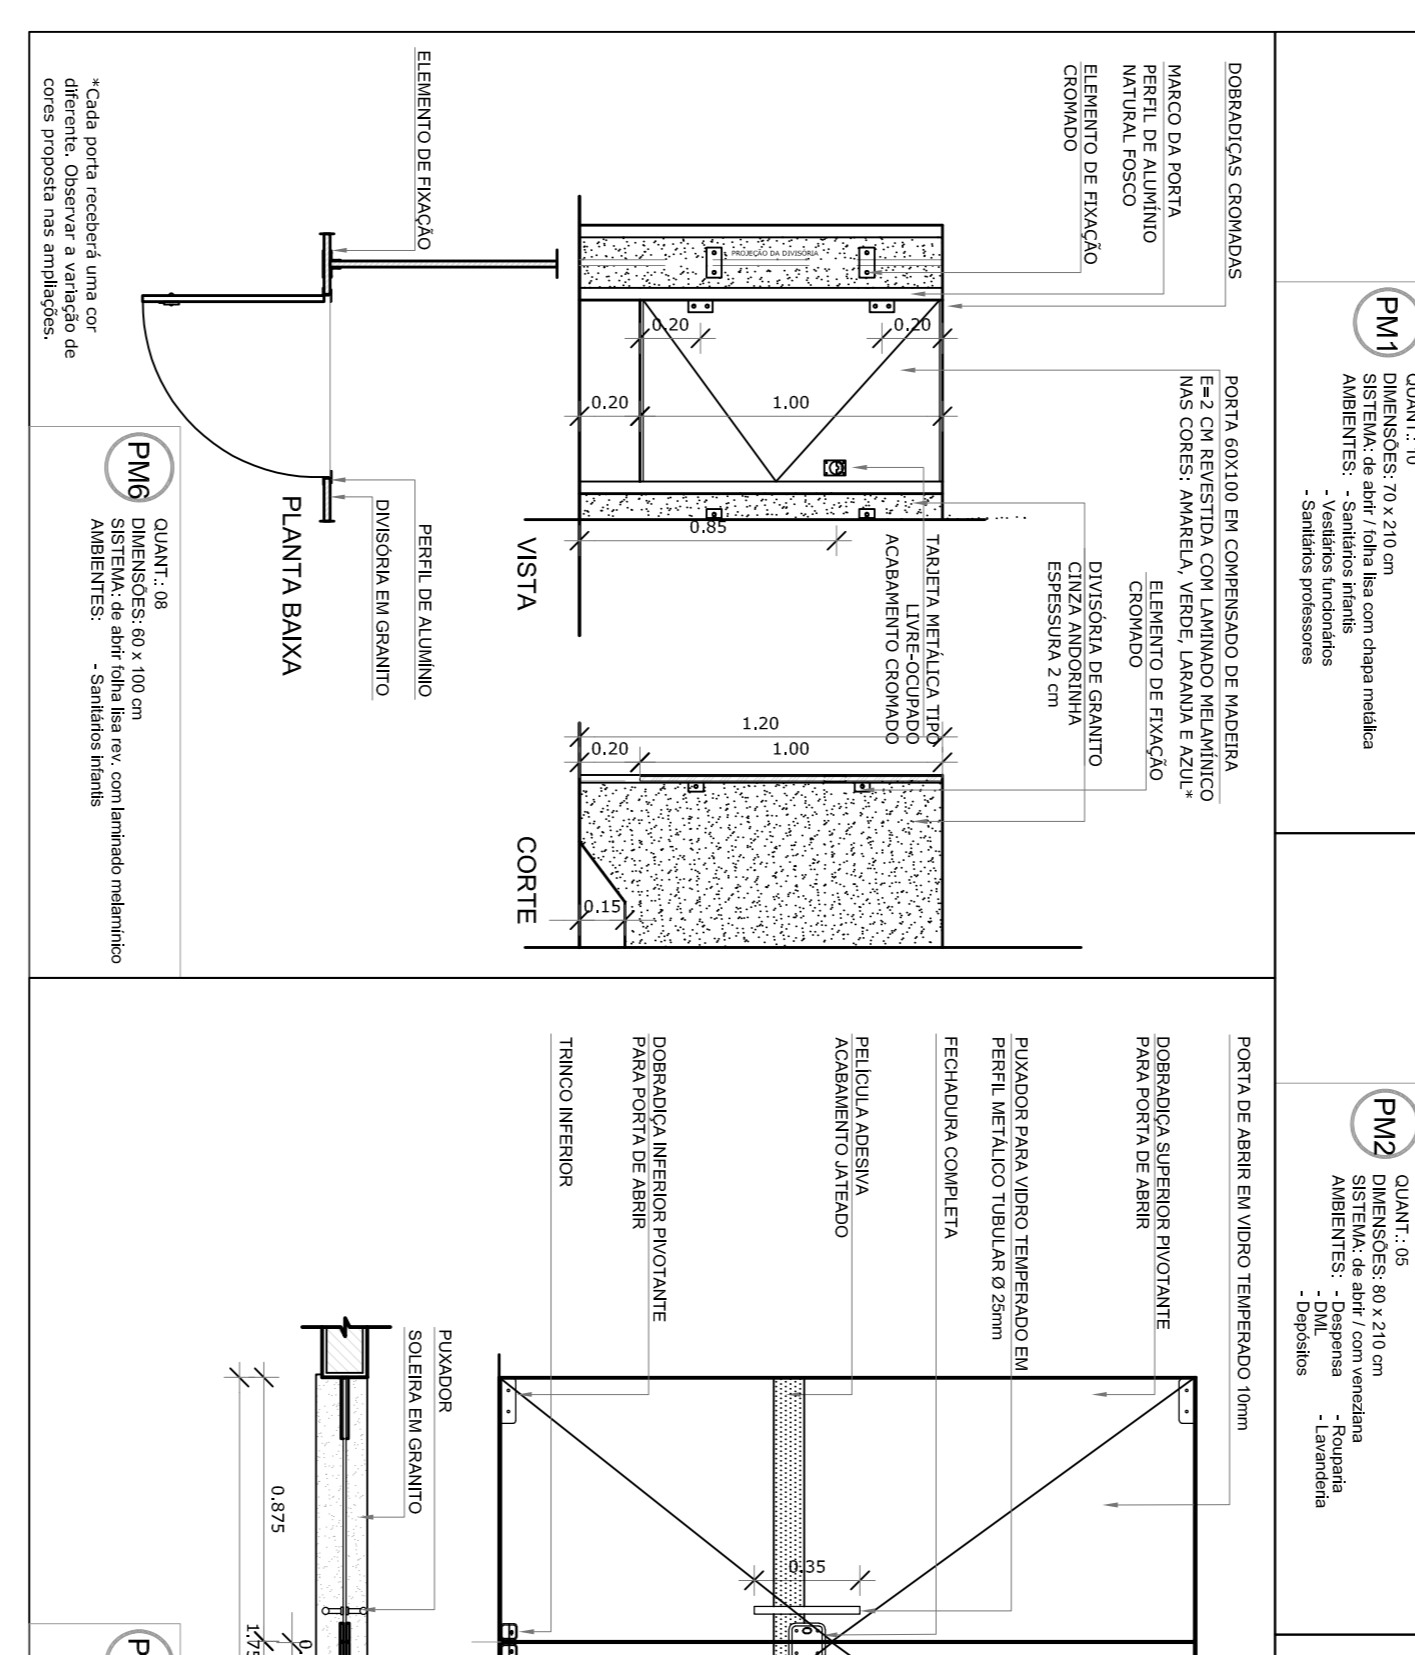 DOBRADIÇAS CROMADAS
MARCO DA PORTA
PERFIL DE ALUMÍNIO
NATURAL FOSCO
ELEMENTO DE FIXAÇÃO
CROMADO
ELEMENTO DE FIXAÇÃO
*Cada porta receberá uma cor
diferente. Observar a variação de
cores proposta nas ampliações.
PROJEÇÃO DA DIVISÓRIA
0.20
0.20
0.20
1.00
0.85
VISTA
PORTA 60X100 EM COMPENSADO DE MADEIRA
E=2 CM REVESTIDA COM LAMINADO MELAMÍNICO
NAS CORES: AMARELA, VERDE, LARANJA E AZUL*
ELEMENTO DE FIXAÇÃO
CROMADO
DIVISÓRIA DE GRANITO
CINZA ANDORINHA
ESPESSURA 2 cm
TARJETA METÁLICA TIPO
LIVRE-OCUPADO
ACABAMENTO CROMADO
1.20
0.20
1.00
0.15
CORTE
PERFIL DE ALUMÍNIO
DIVISÓRIA EM GRANITO
PLANTA BAIXA
PM6
QUANT.: 08
DIMENSÕES: 60 x 100 cm
SISTEMA: de abrir folha lisa rev. com laminado melamínico
AMBIENTES: - Sanitários infantis
PM1
QUANT.: 10
DIMENSÕES: 70 x 210 cm
SISTEMA: de abrir / folha lisa com chapa metálica
AMBIENTES: - Sanitários infantis
- Vestiários funcionários
- Sanitários professores
PM2
QUANT.: 05
DIMENSÕES: 80 x 210 cm
SISTEMA: de abrir / com veneziana
AMBIENTES: - Despensa - Rouparia
- DML - Lavanderia
- Depósitos
PORTA DE ABRIR EM VIDRO TEMPERADO 10mm
DOBRADIÇA SUPERIOR PIVOTANTE
PARA PORTA DE ABRIR
PUXADOR PARA VIDRO TEMPERADO EM
PERFIL METÁLICO TUBULAR Ø 25mm
FECHADURA COMPLETA
PELÍCULA ADESIVA
ACABAMENTO JATEADO
DOBRADIÇA INFERIOR PIVOTANTE
PARA PORTA DE ABRIR
TRINCO INFERIOR
PUXADOR
SOLEIRA EM GRANITO
0.35
0.875
1.75
0.
P